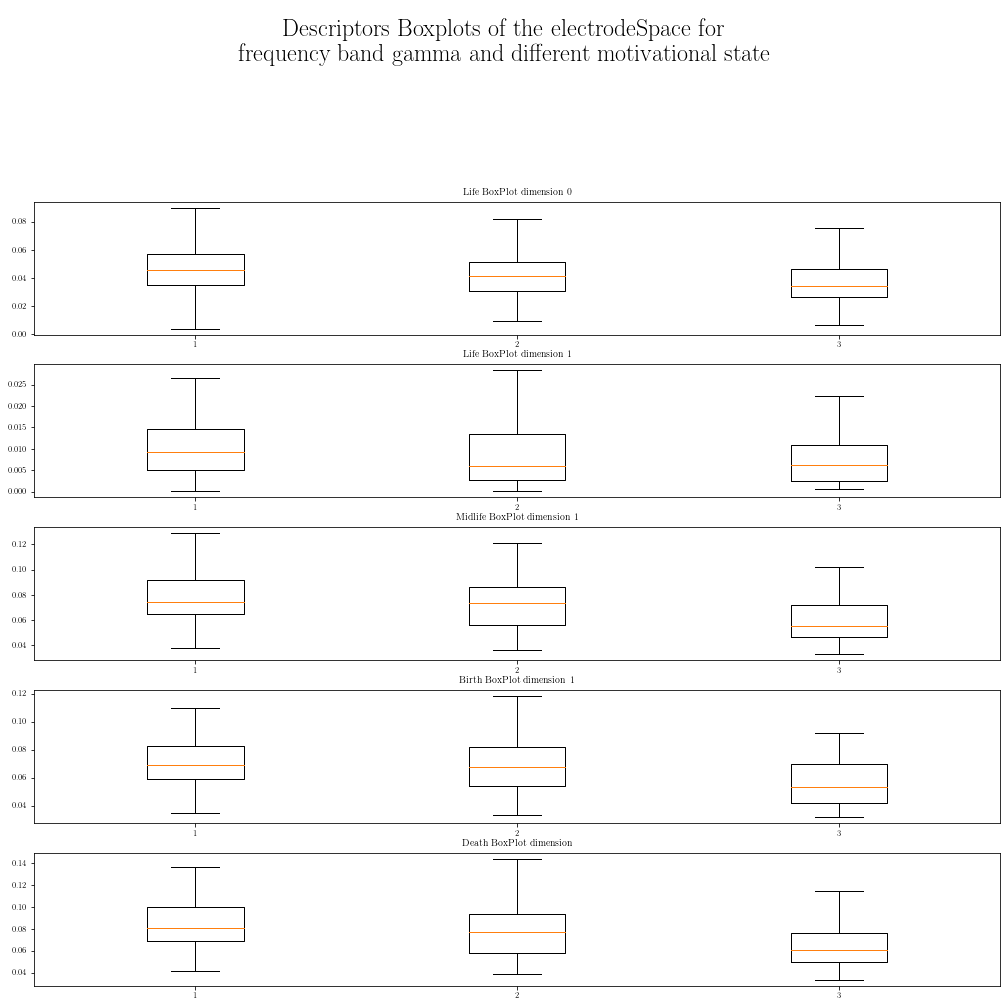 Descriptors Boxplots of the electrodeSpace for
frequency band gamma and different motivational state
Life BoxPlot dimension 0
0.08
0.06
0.04
0.02
0.00
1 2 3
Life BoxPlot dimension 1
0.025
0.020
0.015
0.010
0.005
0.000
1 2 3
Midlife BoxPlot dimension 1
0.12
0.10
0.08
0.06
0.04
1 2 3
Birth BoxPlot dimension 1
0.12
0.10
0.08
0.06
0.04
1 2 3
Death BoxPlot dimension
0.14
0.12
0.10
0.08
0.06
0.04
1 2 3